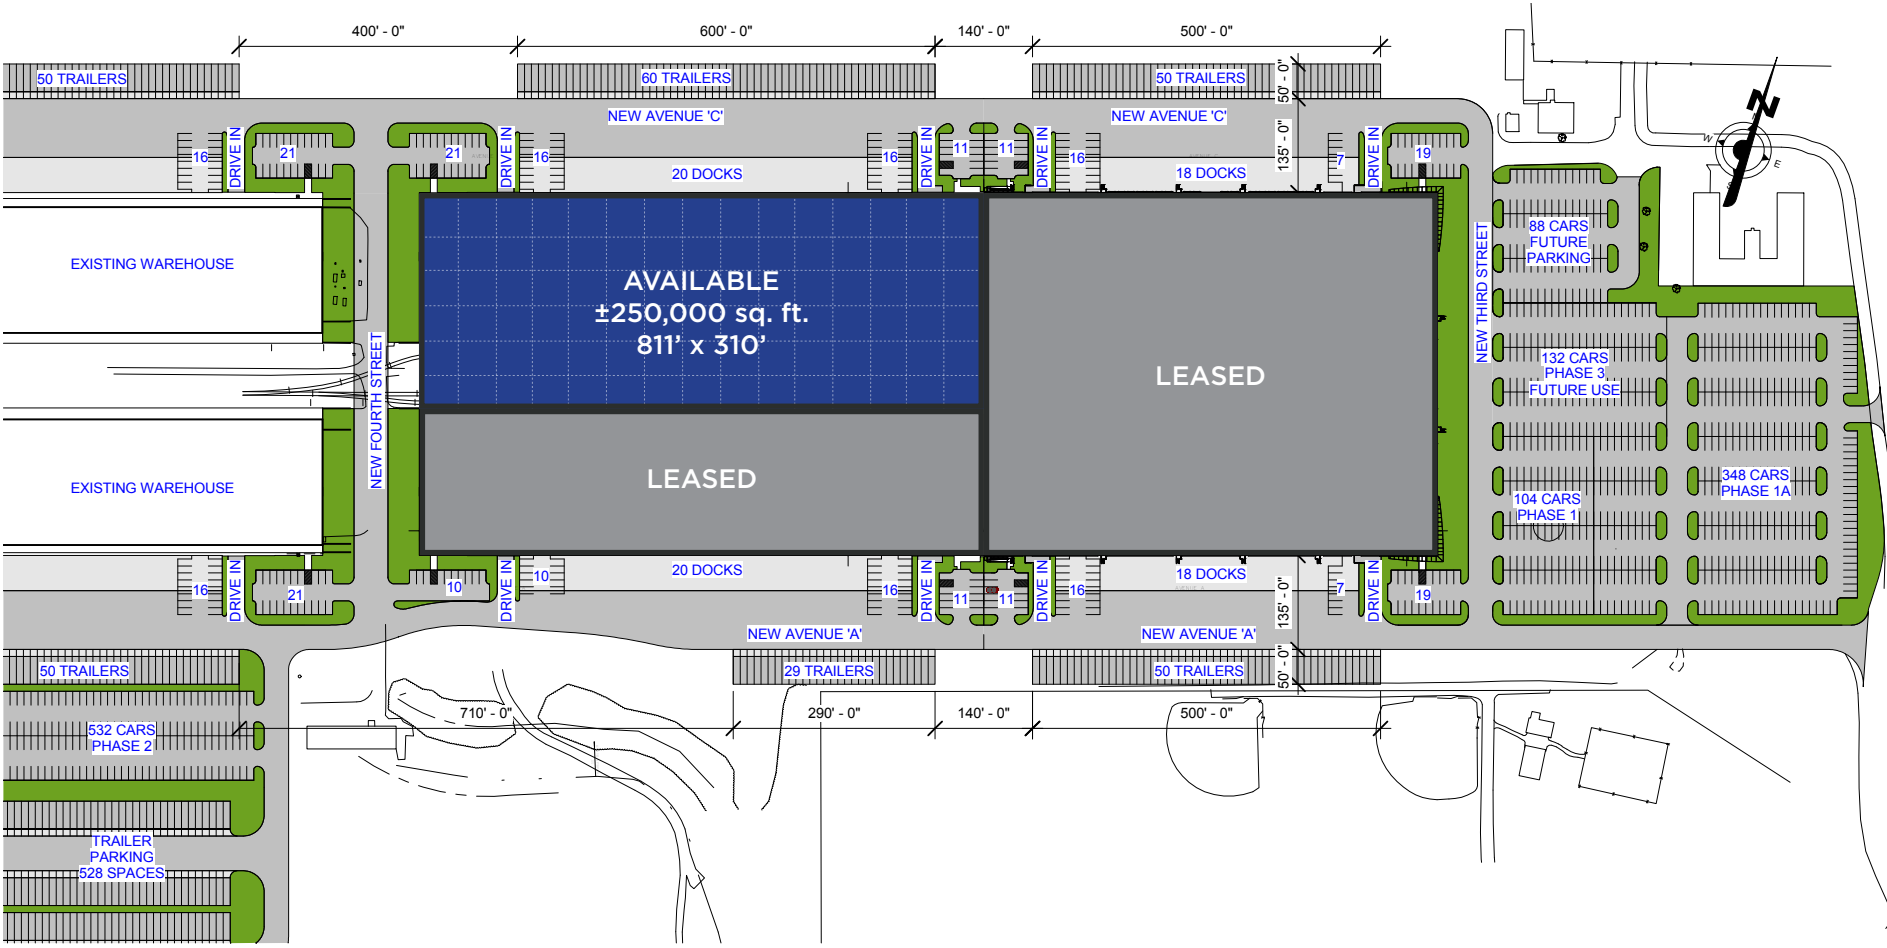 400' - 0"
600' - 0"
140' - 0"
500' - 0"
50 TRAILERS
60 TRAILERS
50 TRAILERS
50' - 0"
NEW AVENUE 'C'
NEW AVENUE 'C'
135' - 0"
N
W
E
16
DRIVE IN
21
21
DRIVE IN
16
20 DOCKS
16
DRIVE IN
11
11
DRIVE IN
16
18 DOCKS
7
DRIVE IN
19
EXISTING WAREHOUSE
AVAILABLE
±250,000 sq. ft.
811' x 310'
LEASED
NEW THIRD STREET
88 CARS
FUTURE
PARKING
132 CARS
PHASE 3
FUTURE USE
NEW FOURTH STREET
EXISTING WAREHOUSE
LEASED
104 CARS
PHASE 1
348 CARS
PHASE 1A
16
DRIVE IN
21
10
DRIVE IN
10
20 DOCKS
16
DRIVE IN
11
11
DRIVE IN
16
18 DOCKS
7
DRIVE IN
19
135' - 0"
NEW AVENUE 'A'
NEW AVENUE 'A'
50 TRAILERS
29 TRAILERS
50 TRAILERS
50' - 0"
710' - 0"
290' - 0"
140' - 0"
500' - 0"
532 CARS
PHASE 2
TRAILER
PARKING
528 SPACES